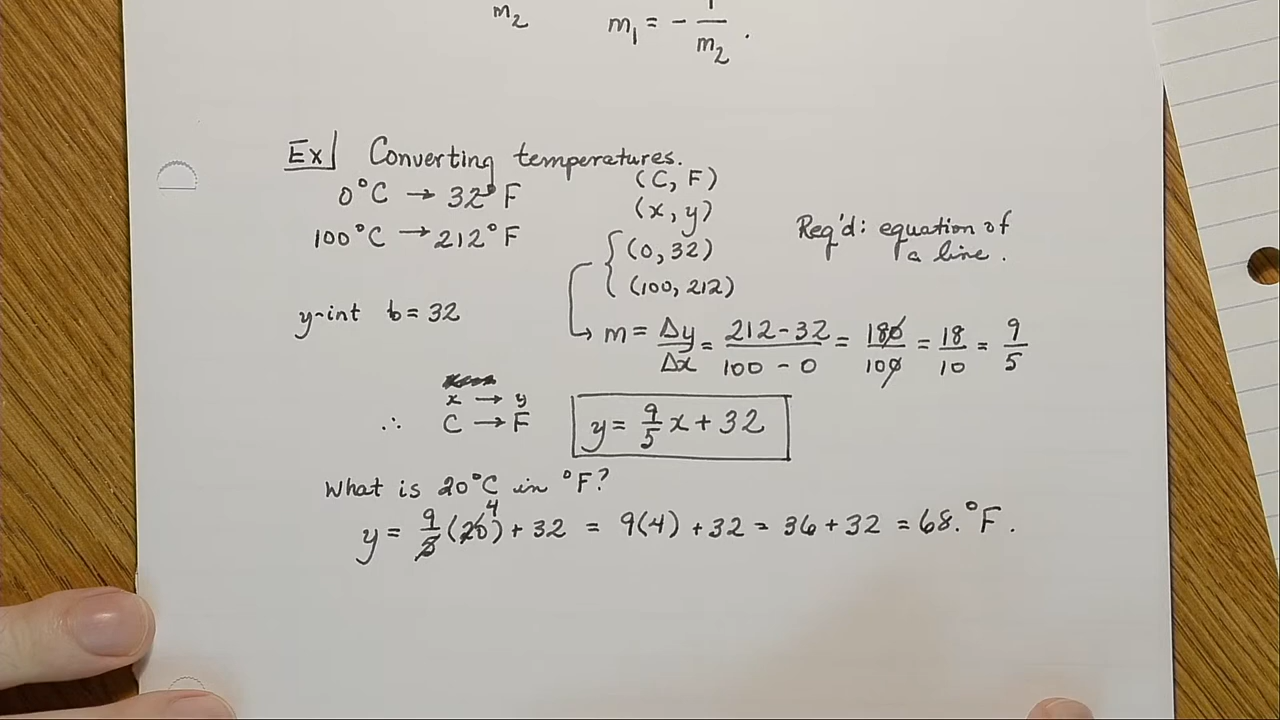 m₂ m₁ = - 1/m₂ .
Ex| Converting temperatures.
0°C → 32°F (C, F)
(x, y)
100°C → 212°F (0, 32) Req'd: equation of a line.
(100, 212)
y-int b = 32
m = Δy/Δx = (212 - 32)/(100 - 0) = 180/100 = 18/10 = 9/5
x → y
∴ C → F y = 9/5 x + 32
What is 20°C in °F?
y = 9/5 (20)⁴ + 32 = 9(4) + 32 = 36 + 32 = 68.°F.